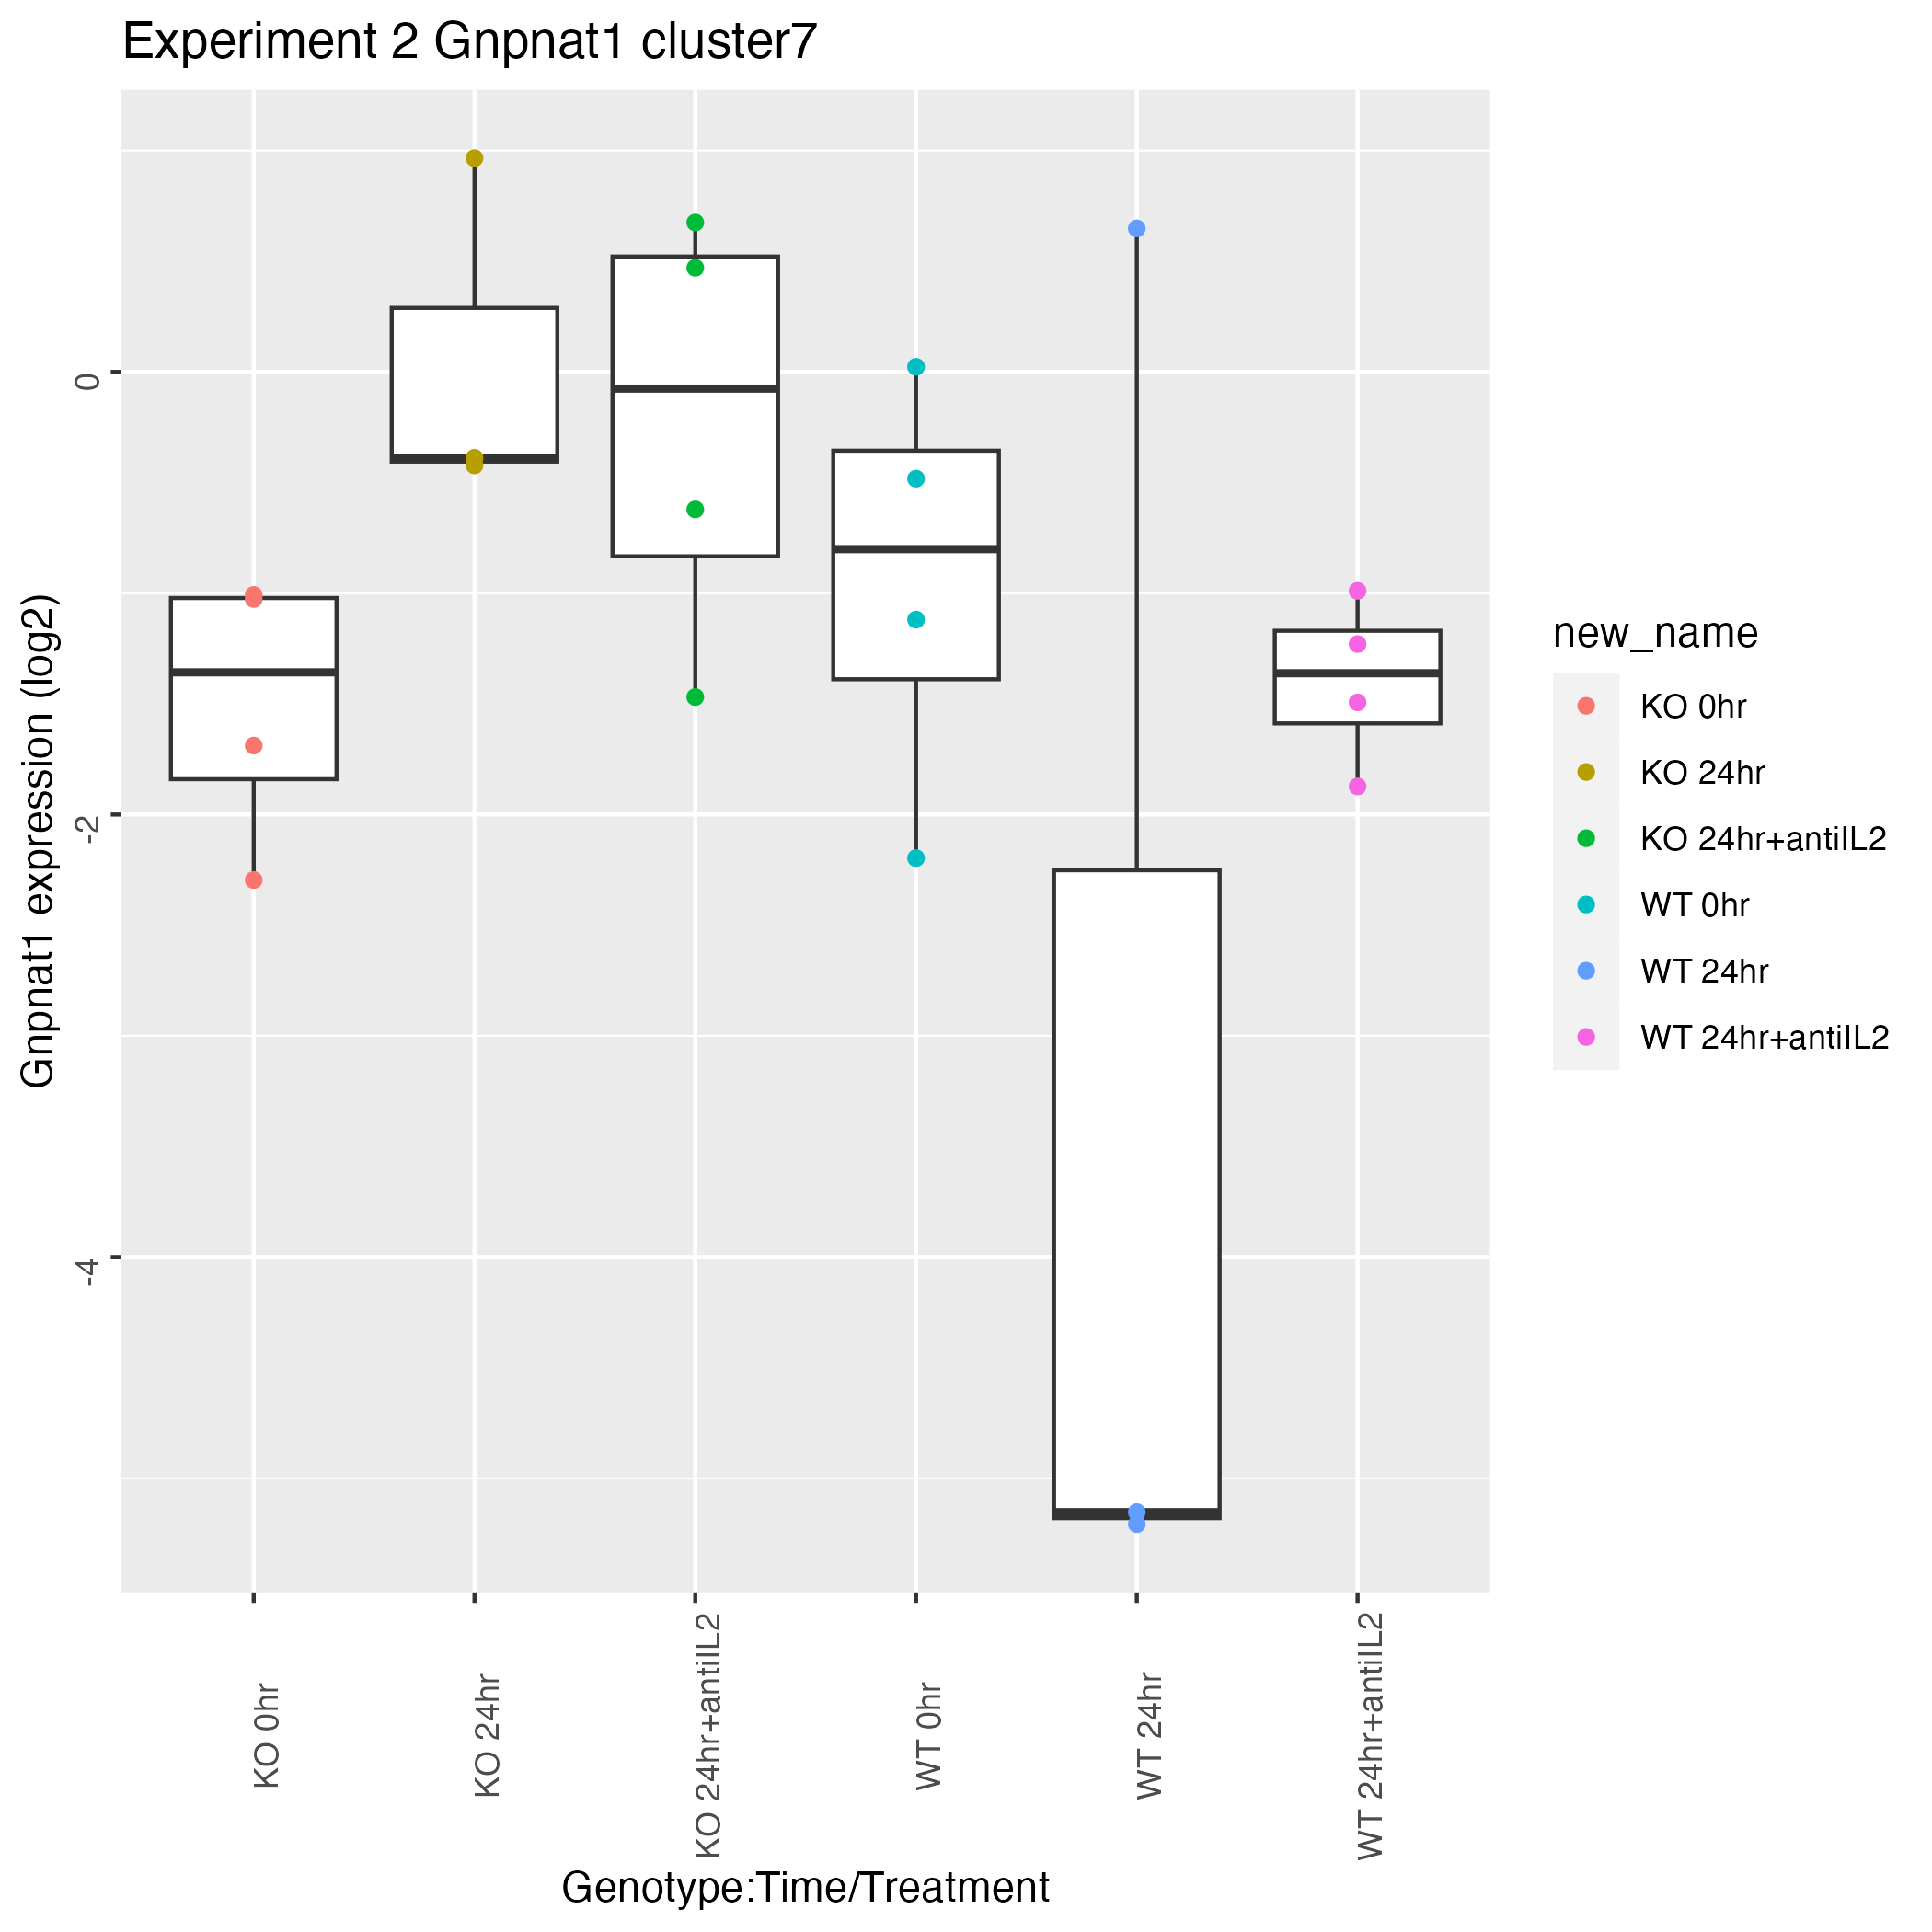 Experiment 2 Gnpnat1 cluster7
Gnpnat1 expression (log2)
0
-2
-4
KO 0hr
KO 24hr
KO 24hr+antiIL2
WT 0hr
WT 24hr
WT 24hr+antiIL2
Genotype:Time/Treatment
new_name
KO 0hr
KO 24hr
KO 24hr+antiIL2
WT 0hr
WT 24hr
WT 24hr+antiIL2